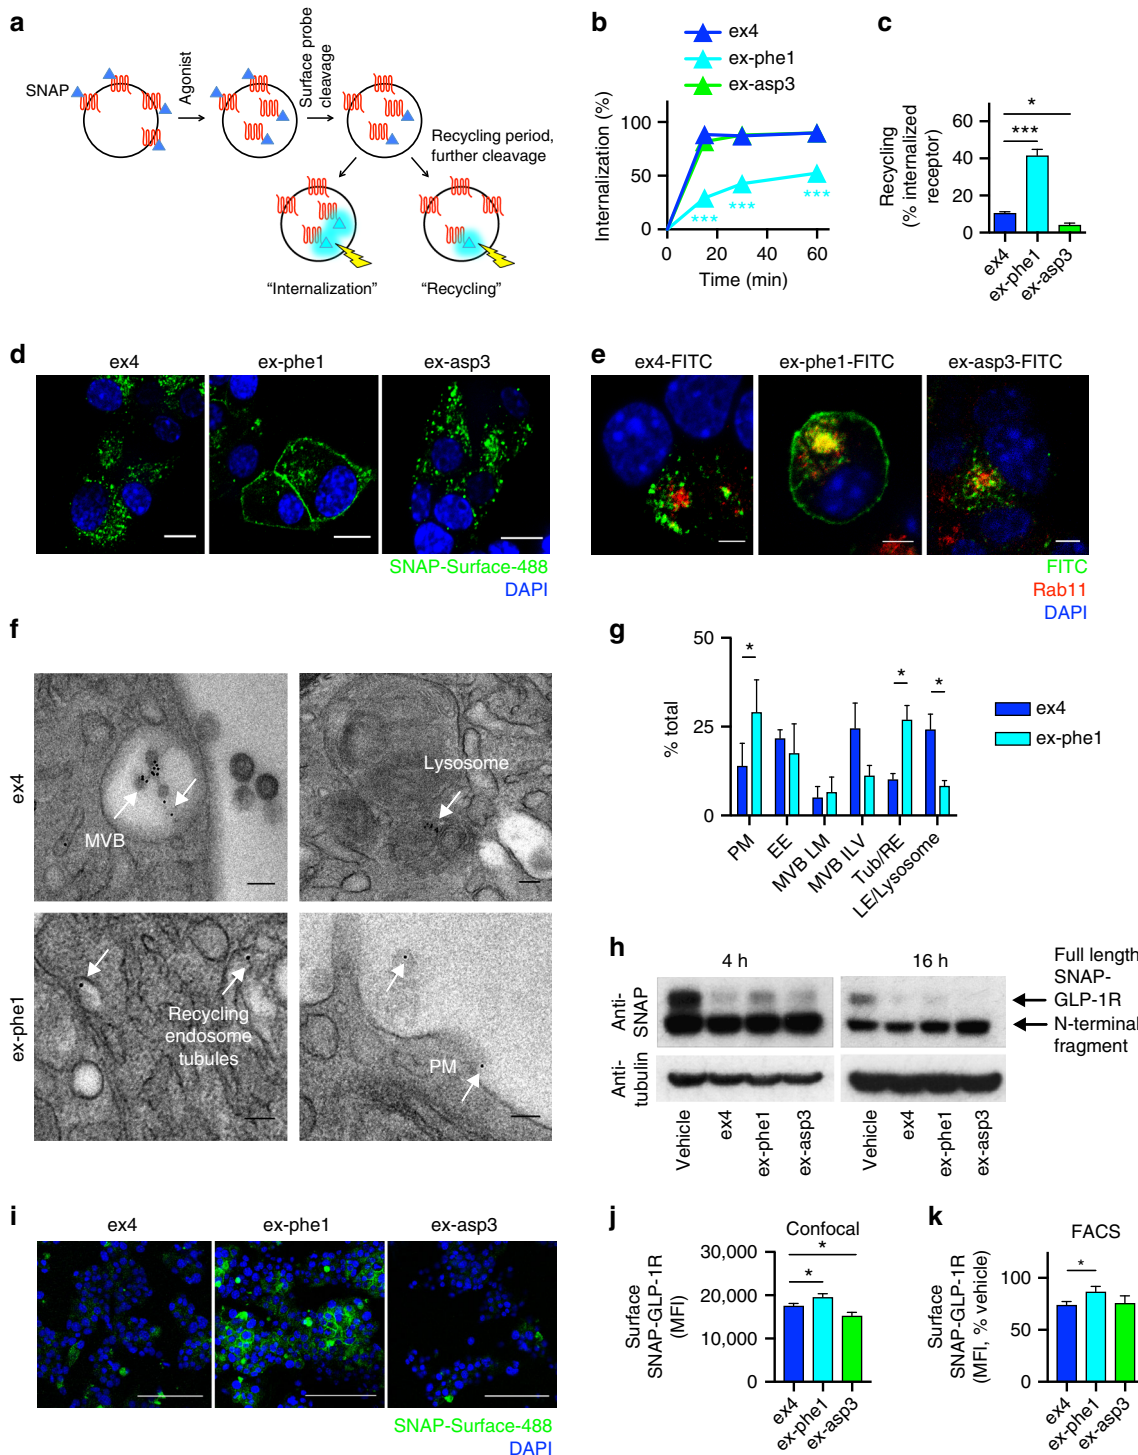 a
SNAP
Agonist
Surface probe
cleavage
Recycling period,
further cleavage
“Internalization”
“Recycling”
b
ex4
ex-phe1
ex-asp3
Internalization (%)
100
50
0
***
***
***
0
20
40
60
Time (min)
c
Recycling
(% internalized
receptor)
60
40
20
0
*
***
ex4
ex-phe1
ex-asp3
d
ex4
ex-phe1
ex-asp3
SNAP-Surface-488
DAPI
e
ex4-FITC
ex-phe1-FITC
ex-asp3-FITC
FITC
Rab11
DAPI
f
ex4
MVB
Lysosome
ex-phe1
Recycling
endosome
tubules
PM
g
% total
50
25
0
*
*
*
ex4
ex-phe1
PM
EE
MVB LM
MVB ILV
Tub/RE
LE/Lysosome
h
4 h
16 h
Full length
SNAP-
GLP-1R
N-terminal
fragment
Anti-
SNAP
Anti-
tubulin
Vehicle
ex4
ex-phe1
ex-asp3
Vehicle
ex4
ex-phe1
ex-asp3
i
ex4
ex-phe1
ex-asp3
SNAP-Surface-488
DAPI
j
Confocal
Surface
SNAP-GLP-1R
(MFI)
30,000
20,000
10,000
0
*
*
ex4
ex-phe1
ex-asp3
k
FACS
Surface
SNAP-GLP-1R
(MFI, % vehicle)
100
50
0
*
ex4
ex-phe1
ex-asp3